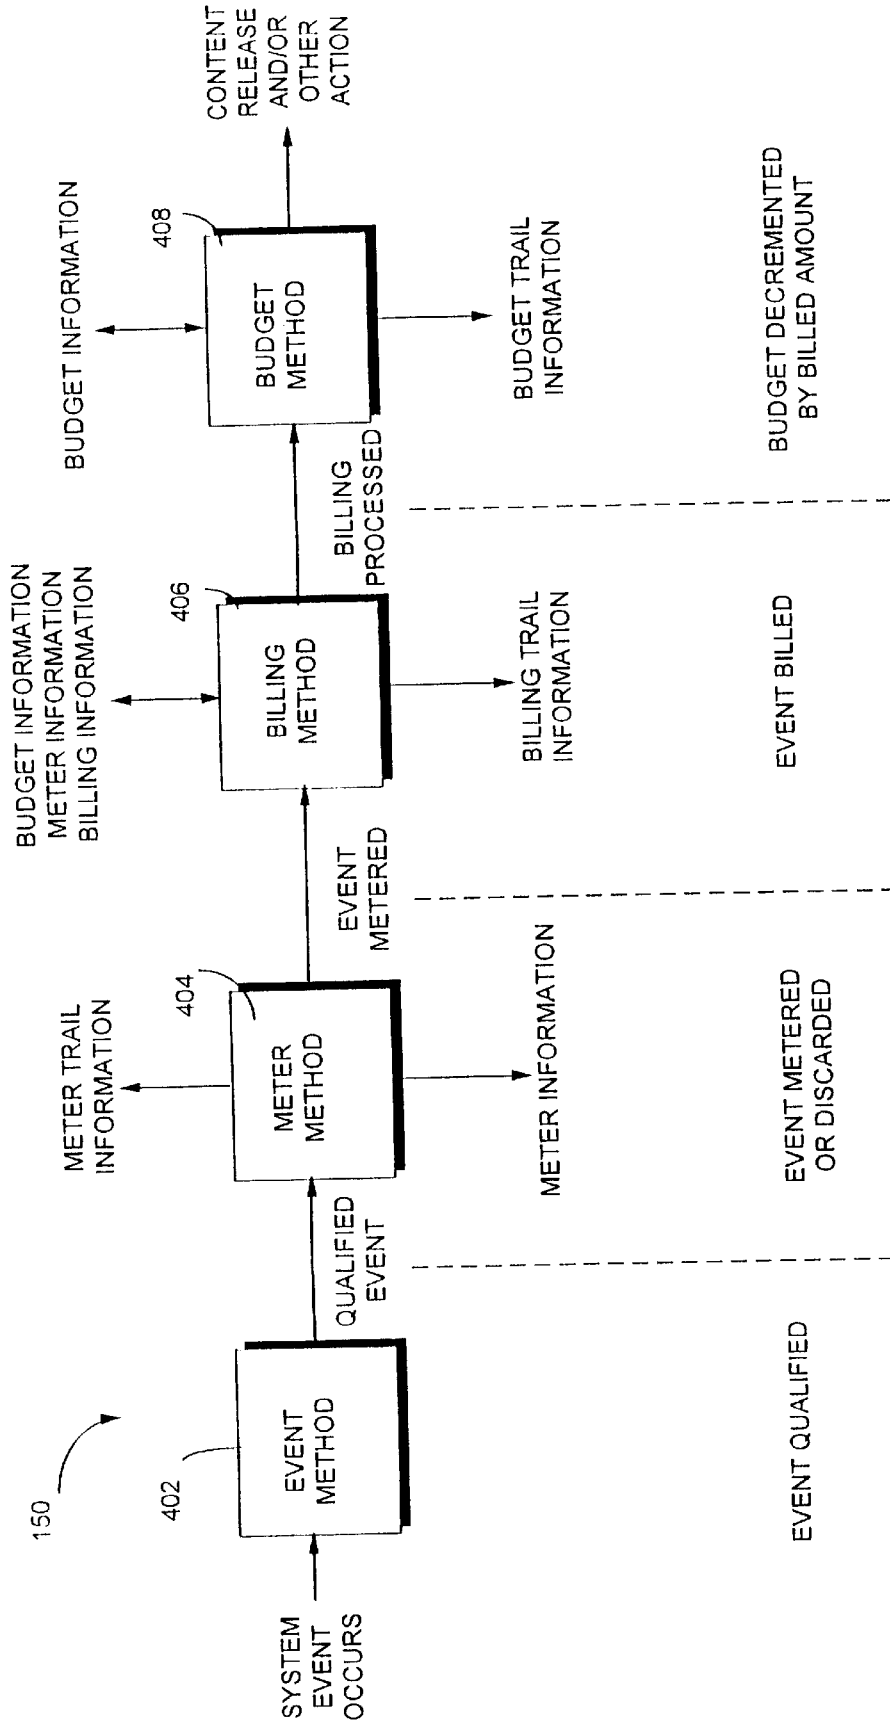 150
SYSTEM
EVENT
OCCURS
402
EVENT
METHOD
QUALIFIED
EVENT
EVENT QUALIFIED
METER TRAIL
INFORMATION
404
METER
METHOD
METER INFORMATION
EVENT METERED
OR DISCARDED
EVENT
METERED
BUDGET INFORMATION
METER INFORMATION
BILLING INFORMATION
406
BILLING
METHOD
BILLING TRAIL
INFORMATION
EVENT BILLED
BILLING
PROCESSED
BUDGET INFORMATION
408
BUDGET
METHOD
BUDGET TRAIL
INFORMATION
BUDGET DECREMENTED
BY BILLED AMOUNT
CONTENT
RELEASE
AND/OR
OTHER
ACTION